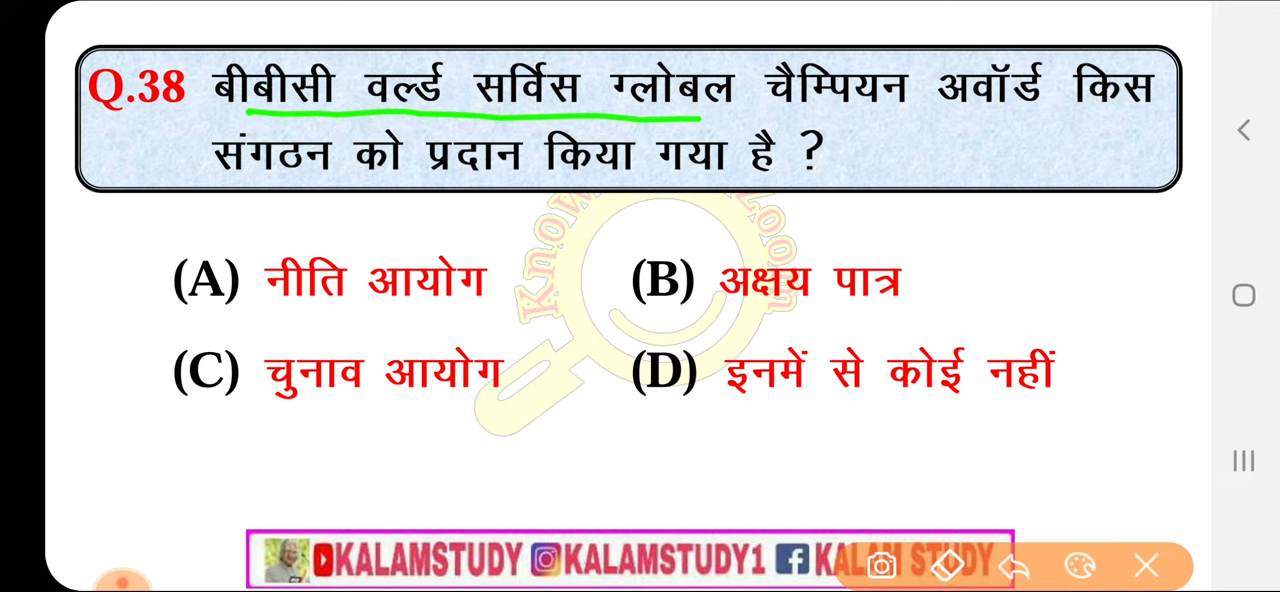 Q.38 बीबीसी वर्ल्ड सर्विस ग्लोबल चैम्पियन अवॉर्ड किस
संगठन को प्रदान किया गया है ?
(A) नीति आयोग (B) अक्षय पात्र
(C) चुनाव आयोग (D) इनमें से कोई नहीं
KALAMSTUDY KALAMSTUDY1 KALAM STUDY